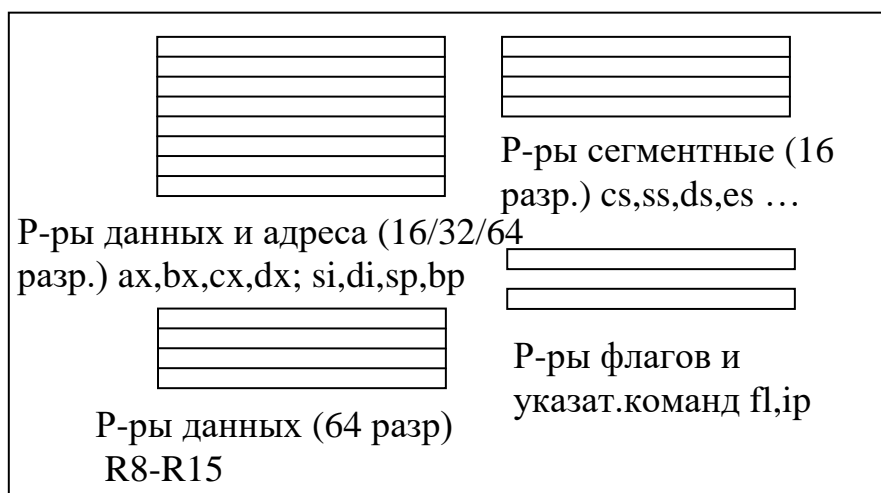 Р-ры сегментные (16
разр.) cs,ss,ds,es …
Р-ры данных и адреса (16/32/64
разр.) ax,bx,cx,dx; si,di,sp,bp
Р-ры флагов и
указат.команд fl,ip
Р-ры данных (64 разр)
R8-R15